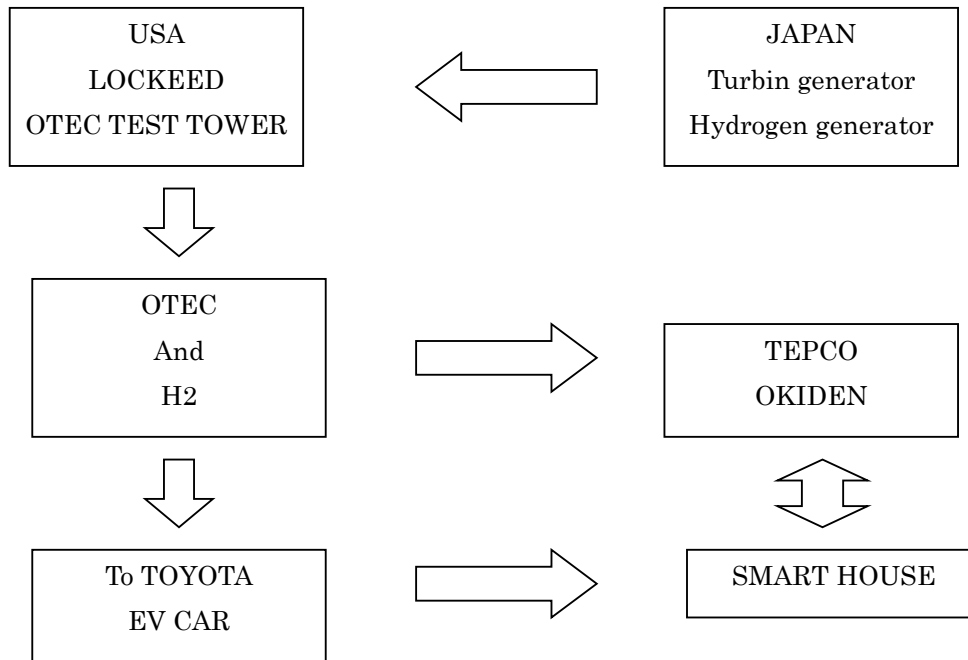 USA
LOCKEED
OTEC TEST TOWER
JAPAN
Turbin generator
Hydrogen generator
OTEC
And
H2
TEPCO
OKIDEN
To TOYOTA
EV CAR
SMART HOUSE